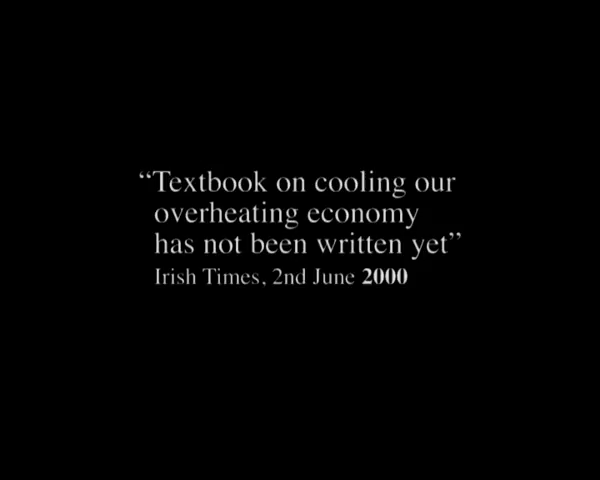 “Textbook on cooling our
overheating economy
has not been written yet”
Irish Times, 2nd June 2000